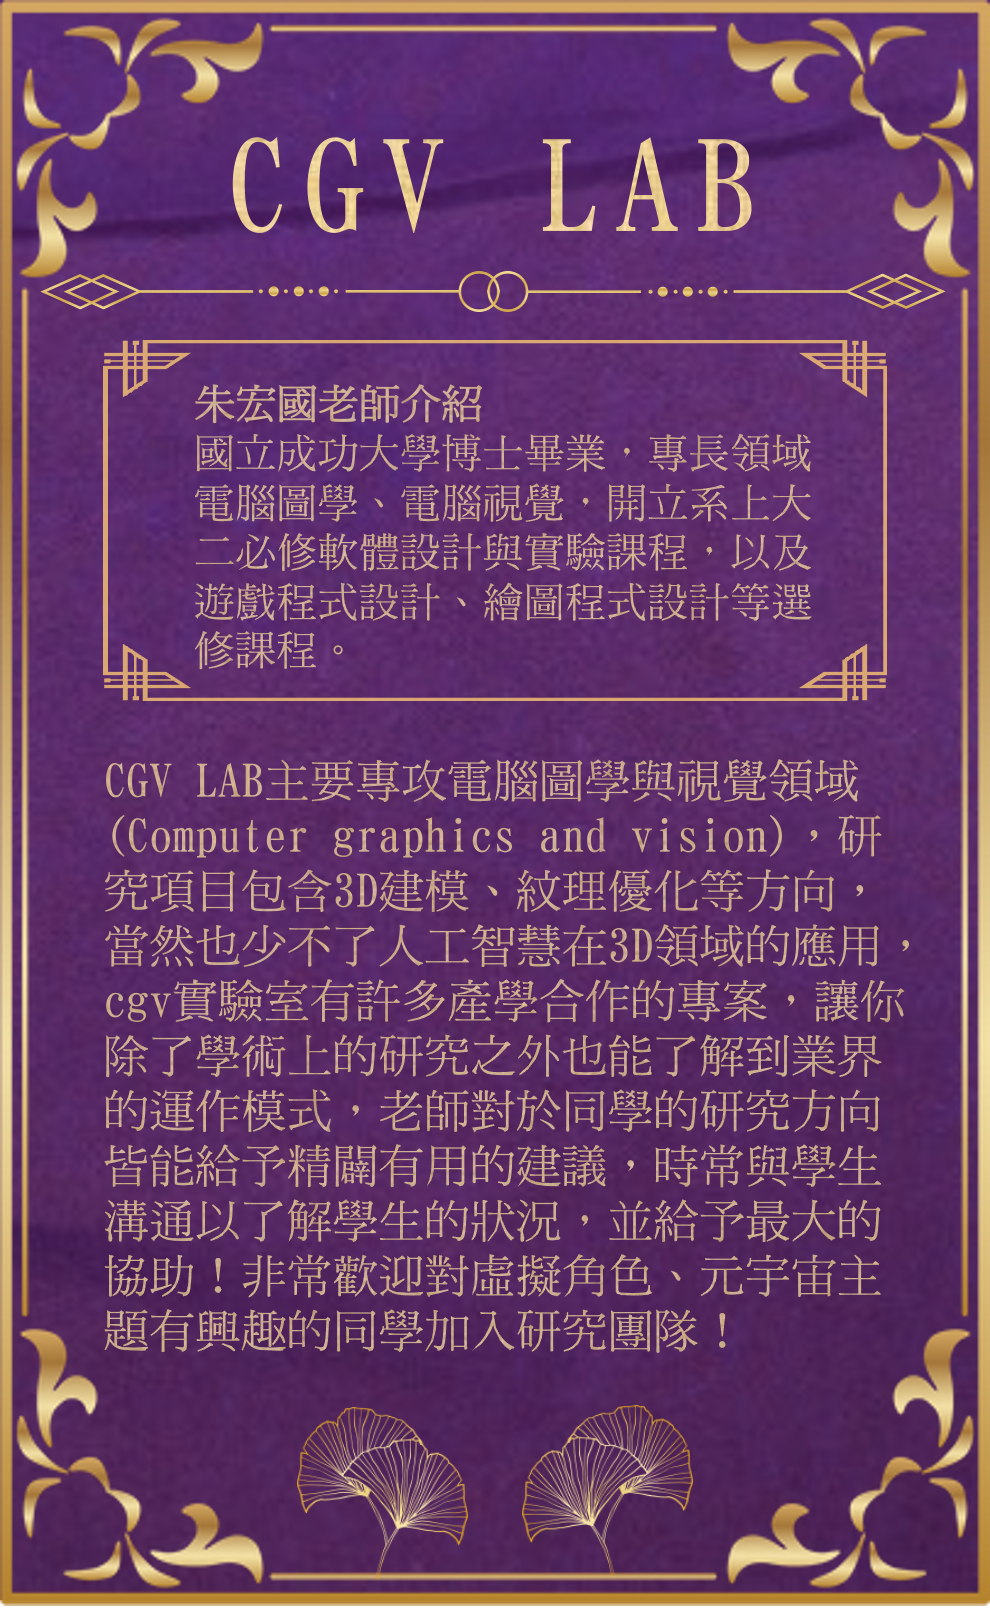 CGV LAB
朱宏國老師介紹
國立成功大學博士畢業，專長領域
電腦圖學、電腦視覺，開立系上大
二必修軟體設計與實驗課程，以及
遊戲程式設計、繪圖程式設計等選
修課程。
CGV LAB主要專攻電腦圖學與視覺領域
(Computer graphics and vision)，研
究項目包含3D建模、紋理優化等方向，
當然也少不了人工智慧在3D領域的應用，
cgv實驗室有許多產學合作的專案，讓你
除了學術上的研究之外也能了解到業界
的運作模式，老師對於同學的研究方向
皆能給予精闢有用的建議，時常與學生
溝通以了解學生的狀況，並給予最大的
協助！非常歡迎對虛擬角色、元宇宙主
題有興趣的同學加入研究團隊！